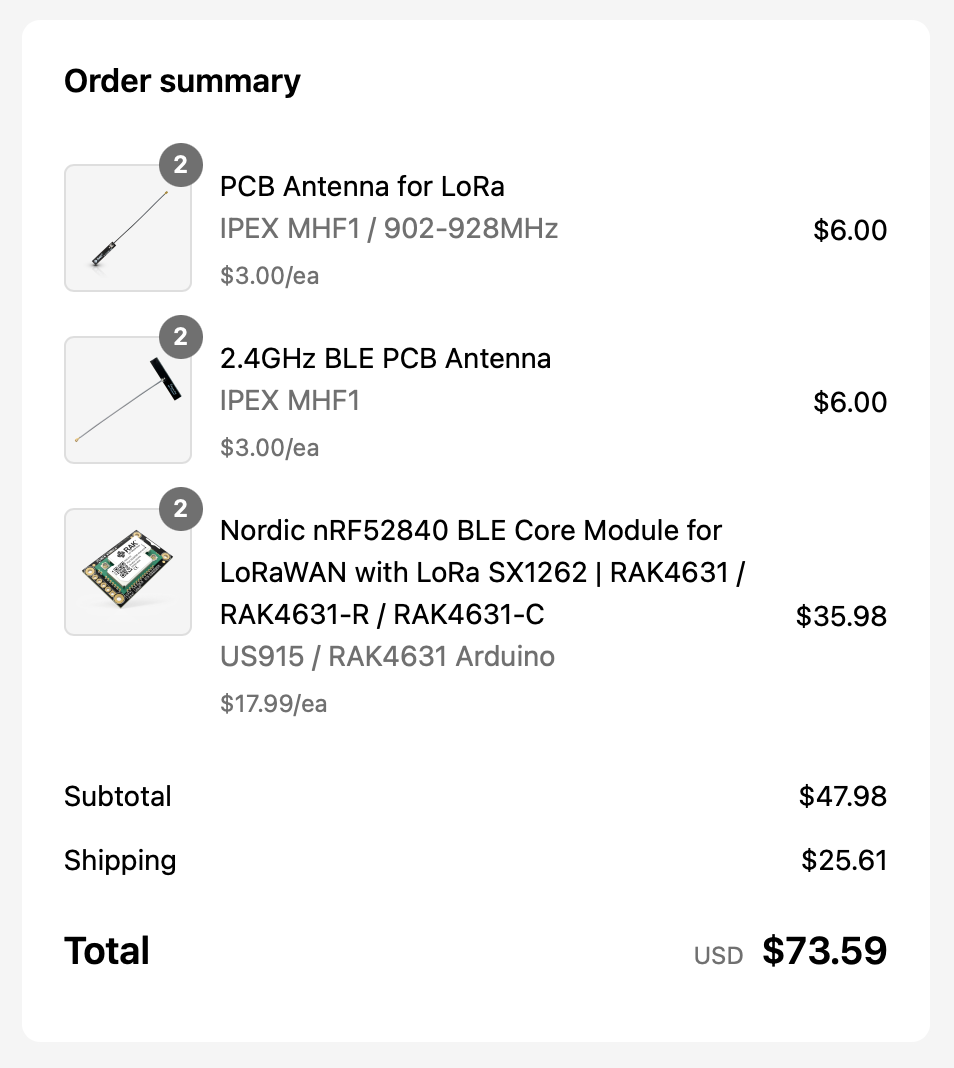 Order summary
2
PCB Antenna for LoRa
IPEX MHF1 / 902-928MHz
$3.00/ea
$6.00
2
2.4GHz BLE PCB Antenna
IPEX MHF1
$3.00/ea
$6.00
2
RAK
Nordic nRF52840 BLE Core Module for
LoRaWAN with LoRa SX1262 | RAK4631 /
RAK4631-R / RAK4631-C
US915 / RAK4631 Arduino
$17.99/ea
$35.98
Subtotal $47.98
Shipping $25.61
Total USD $73.59